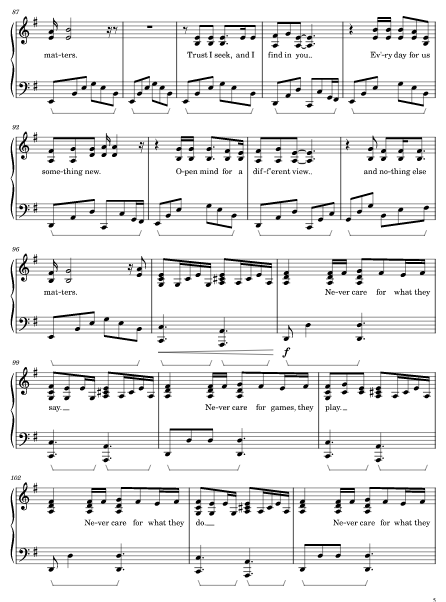 87
mat-ters. Trust I seek, and I find in you.. Ev'-ry day for us
92
some-thing new. O-pen mind for a dif-f'erent view.. and no-thing else
96
mat-ters. Ne-ver care for what they
f
99
say. Ne-ver care for games, they play.
102
Ne-ver care for what they do. Ne-ver care for what they